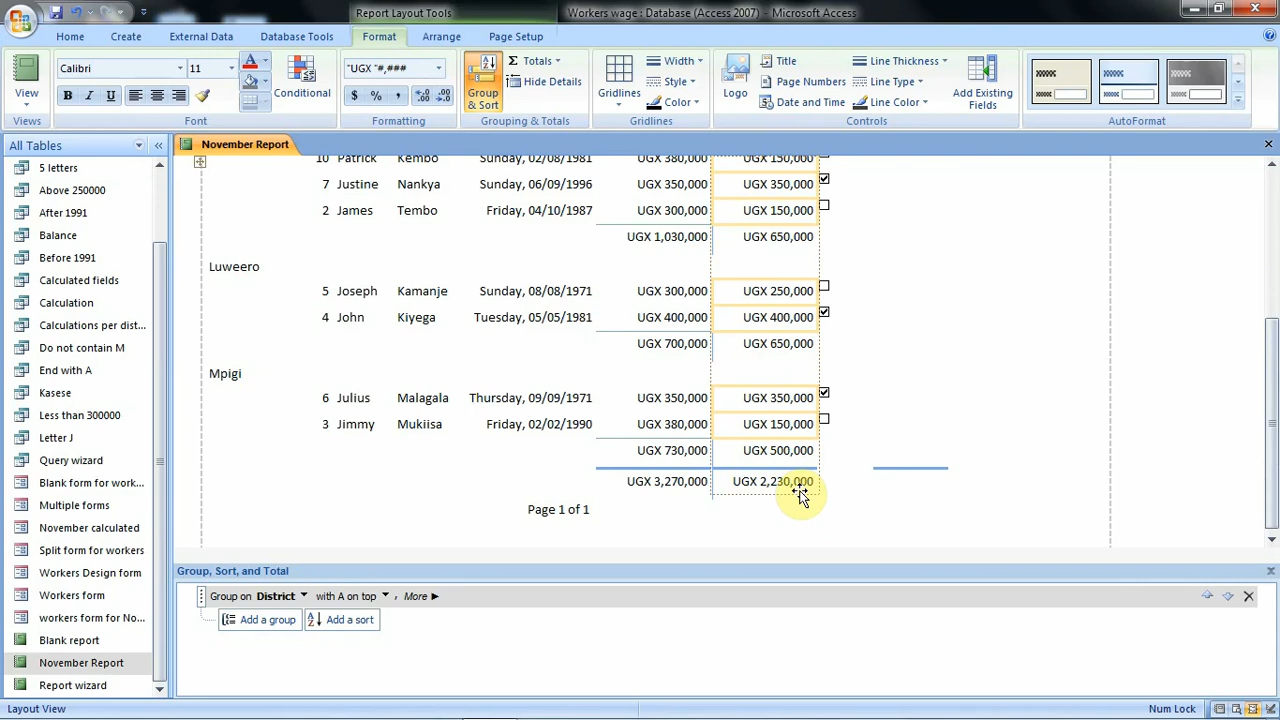 Report Layout Tools
Workers wage : Database (Access 2007) - Microsoft Access
Home Create External Data Database Tools Format Arrange Page Setup
View
Views
Calibri 11
B I U
Conditional
Font
"UGX "#,###
$ % ,
Formatting
Group & Sort
Totals
Hide Details
Grouping & Totals
Gridlines
Width
Style
Color
Gridlines
Logo
Title
Page Numbers
Date and Time
Line Thickness
Line Type
Line Color
Add Existing Fields
Controls
AutoFormat
All Tables
5 letters
Above 250000
After 1991
Balance
Before 1991
Calculated fields
Calculation
Calculations per dist...
Do not contain M
End with A
Kasese
Less than 300000
Letter J
Query wizard
Blank form for work...
Multiple forms
November calculated
Split form for workers
Workers Design form
Workers form
workers form for No...
Blank report
November Report
Report wizard
November Report
10 Patrick Kembo Sunday, 02/08/1981 UGX 380,000 UGX 150,000
7 Justine Nankya Sunday, 06/09/1996 UGX 350,000 UGX 350,000
2 James Tembo Friday, 04/10/1987 UGX 300,000 UGX 150,000
UGX 1,030,000 UGX 650,000
Luweero
5 Joseph Kamanje Sunday, 08/08/1971 UGX 300,000 UGX 250,000
4 John Kiyega Tuesday, 05/05/1981 UGX 400,000 UGX 400,000
UGX 700,000 UGX 650,000
Mpigi
6 Julius Malagala Thursday, 09/09/1971 UGX 350,000 UGX 350,000
3 Jimmy Mukiisa Friday, 02/02/1990 UGX 380,000 UGX 150,000
UGX 730,000 UGX 500,000
UGX 3,270,000 UGX 2,230,000
Page 1 of 1
Group, Sort, and Total
Group on District with A on top , More
Add a group Add a sort
Layout View
Num Lock